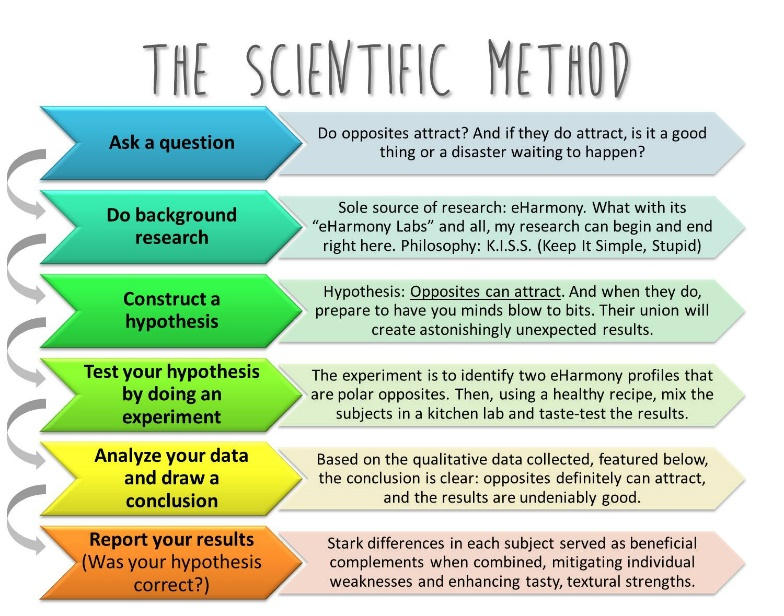 THE SCIENTIFIC METHOD
Ask a question
Do opposites attract? And if they do attract, is it a good
thing or a disaster waiting to happen?
Do background
research
Sole source of research: eHarmony. What with its
“eHarmony Labs” and all, my research can begin and end
right here. Philosophy: K.I.S.S. (Keep It Simple, Stupid)
Construct a
hypothesis
Hypothesis: Opposites can attract. And when they do,
prepare to have you minds blow to bits. Their union will
create astonishingly unexpected results.
Test your hypothesis
by doing an
experiment
The experiment is to identify two eHarmony profiles that
are polar opposites. Then, using a healthy recipe, mix the
subjects in a kitchen lab and taste-test the results.
Analyze your data
and draw a
conclusion
Based on the qualitative data collected, featured below,
the conclusion is clear: opposites definitely can attract,
and the results are undeniably good.
Report your results
(Was your hypothesis
correct?)
Stark differences in each subject served as beneficial
complements when combined, mitigating individual
weaknesses and enhancing tasty, textural strengths.